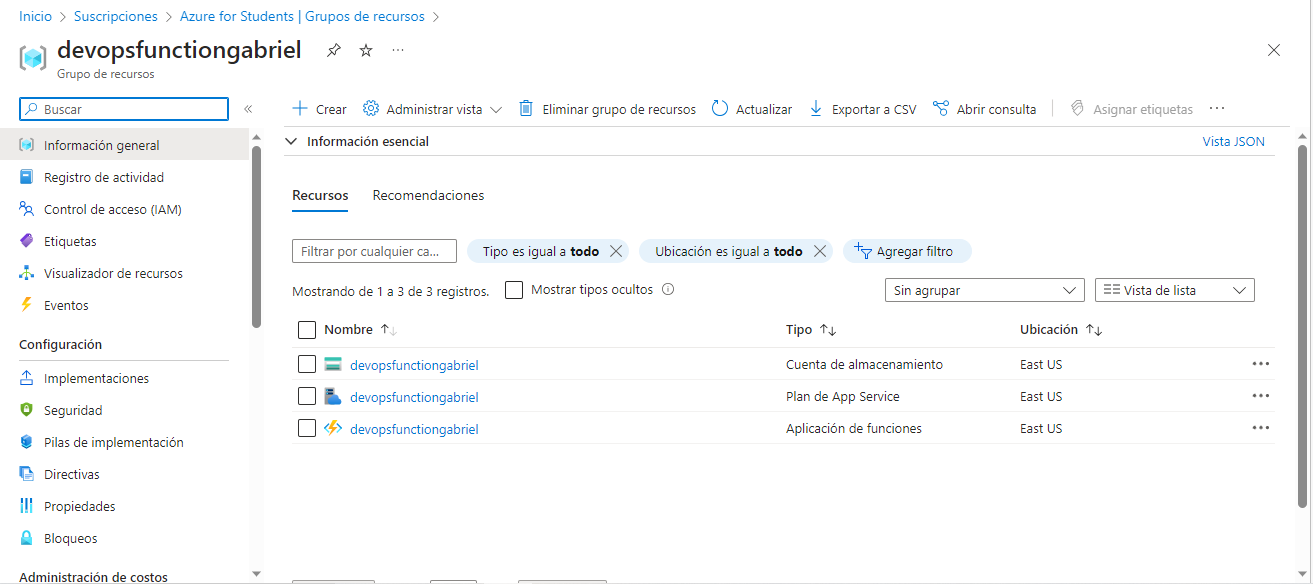 Inicio > Suscripciones > Azure for Students | Grupos de recursos >
devopsfunctiongabriel
Grupo de recursos
Buscar
Información general
Registro de actividad
Control de acceso (IAM)
Etiquetas
Visualizador de recursos
Eventos
Configuración
Implementaciones
Seguridad
Pilas de implementación
Directivas
Propiedades
Bloqueos
Administración de costos
Crear Administrar vista Eliminar grupo de recursos Actualizar Exportar a CSV Abrir consulta Asignar etiquetas
Información esencial Vista JSON
Recursos Recomendaciones
Filtrar por cualquier ca... Tipo es igual a todo Ubicación es igual a todo Agregar filtro
Mostrando de 1 a 3 de 3 registros. Mostrar tipos ocultos Sin agrupar Vista de lista
Nombre Tipo Ubicación
devopsfunctiongabriel Cuenta de almacenamiento East US
devopsfunctiongabriel Plan de App Service East US
devopsfunctiongabriel Aplicación de funciones East US